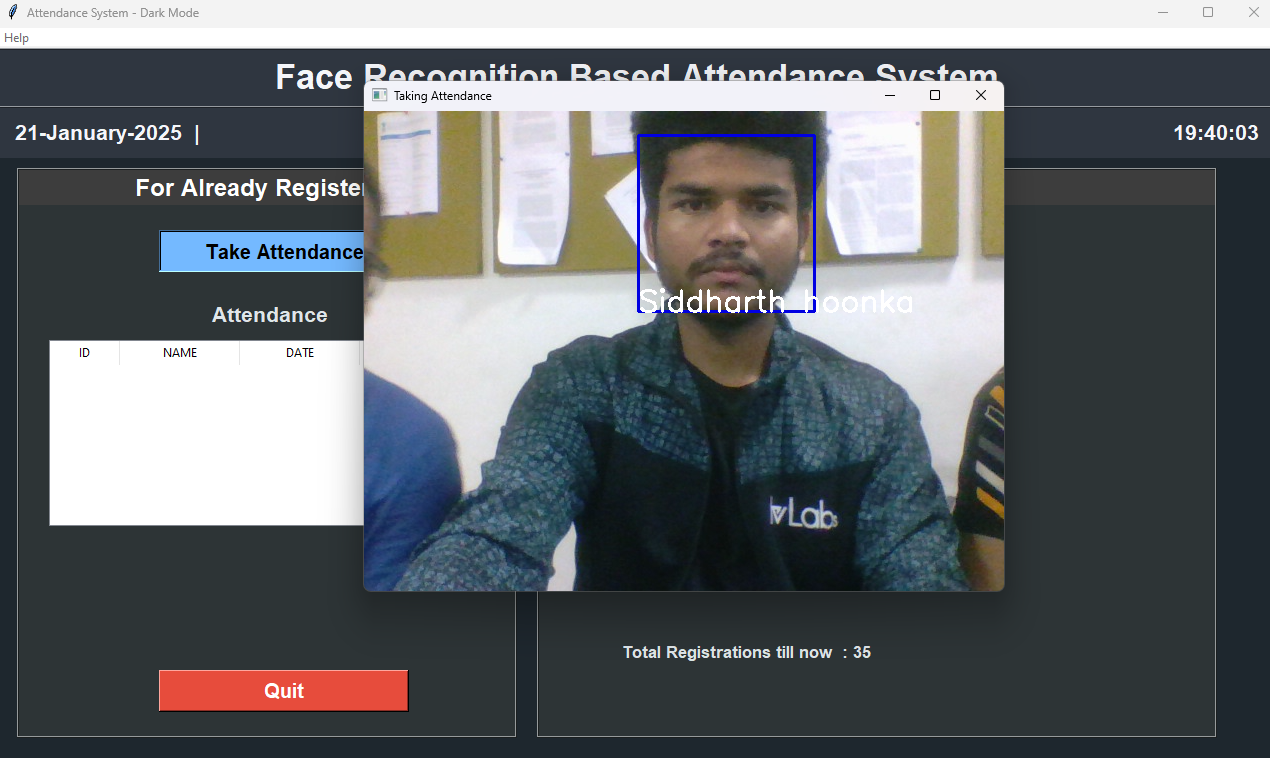 Attendance System - Dark Mode
Help
Face Recognition Based Attendance System
21-January-2025 |
19:40:03
Taking Attendance
For Already Register
Take Attendance
Siddharth_hoonka
Attendance
ID NAME DATE
Labs
Total Registrations till now : 35
Quit